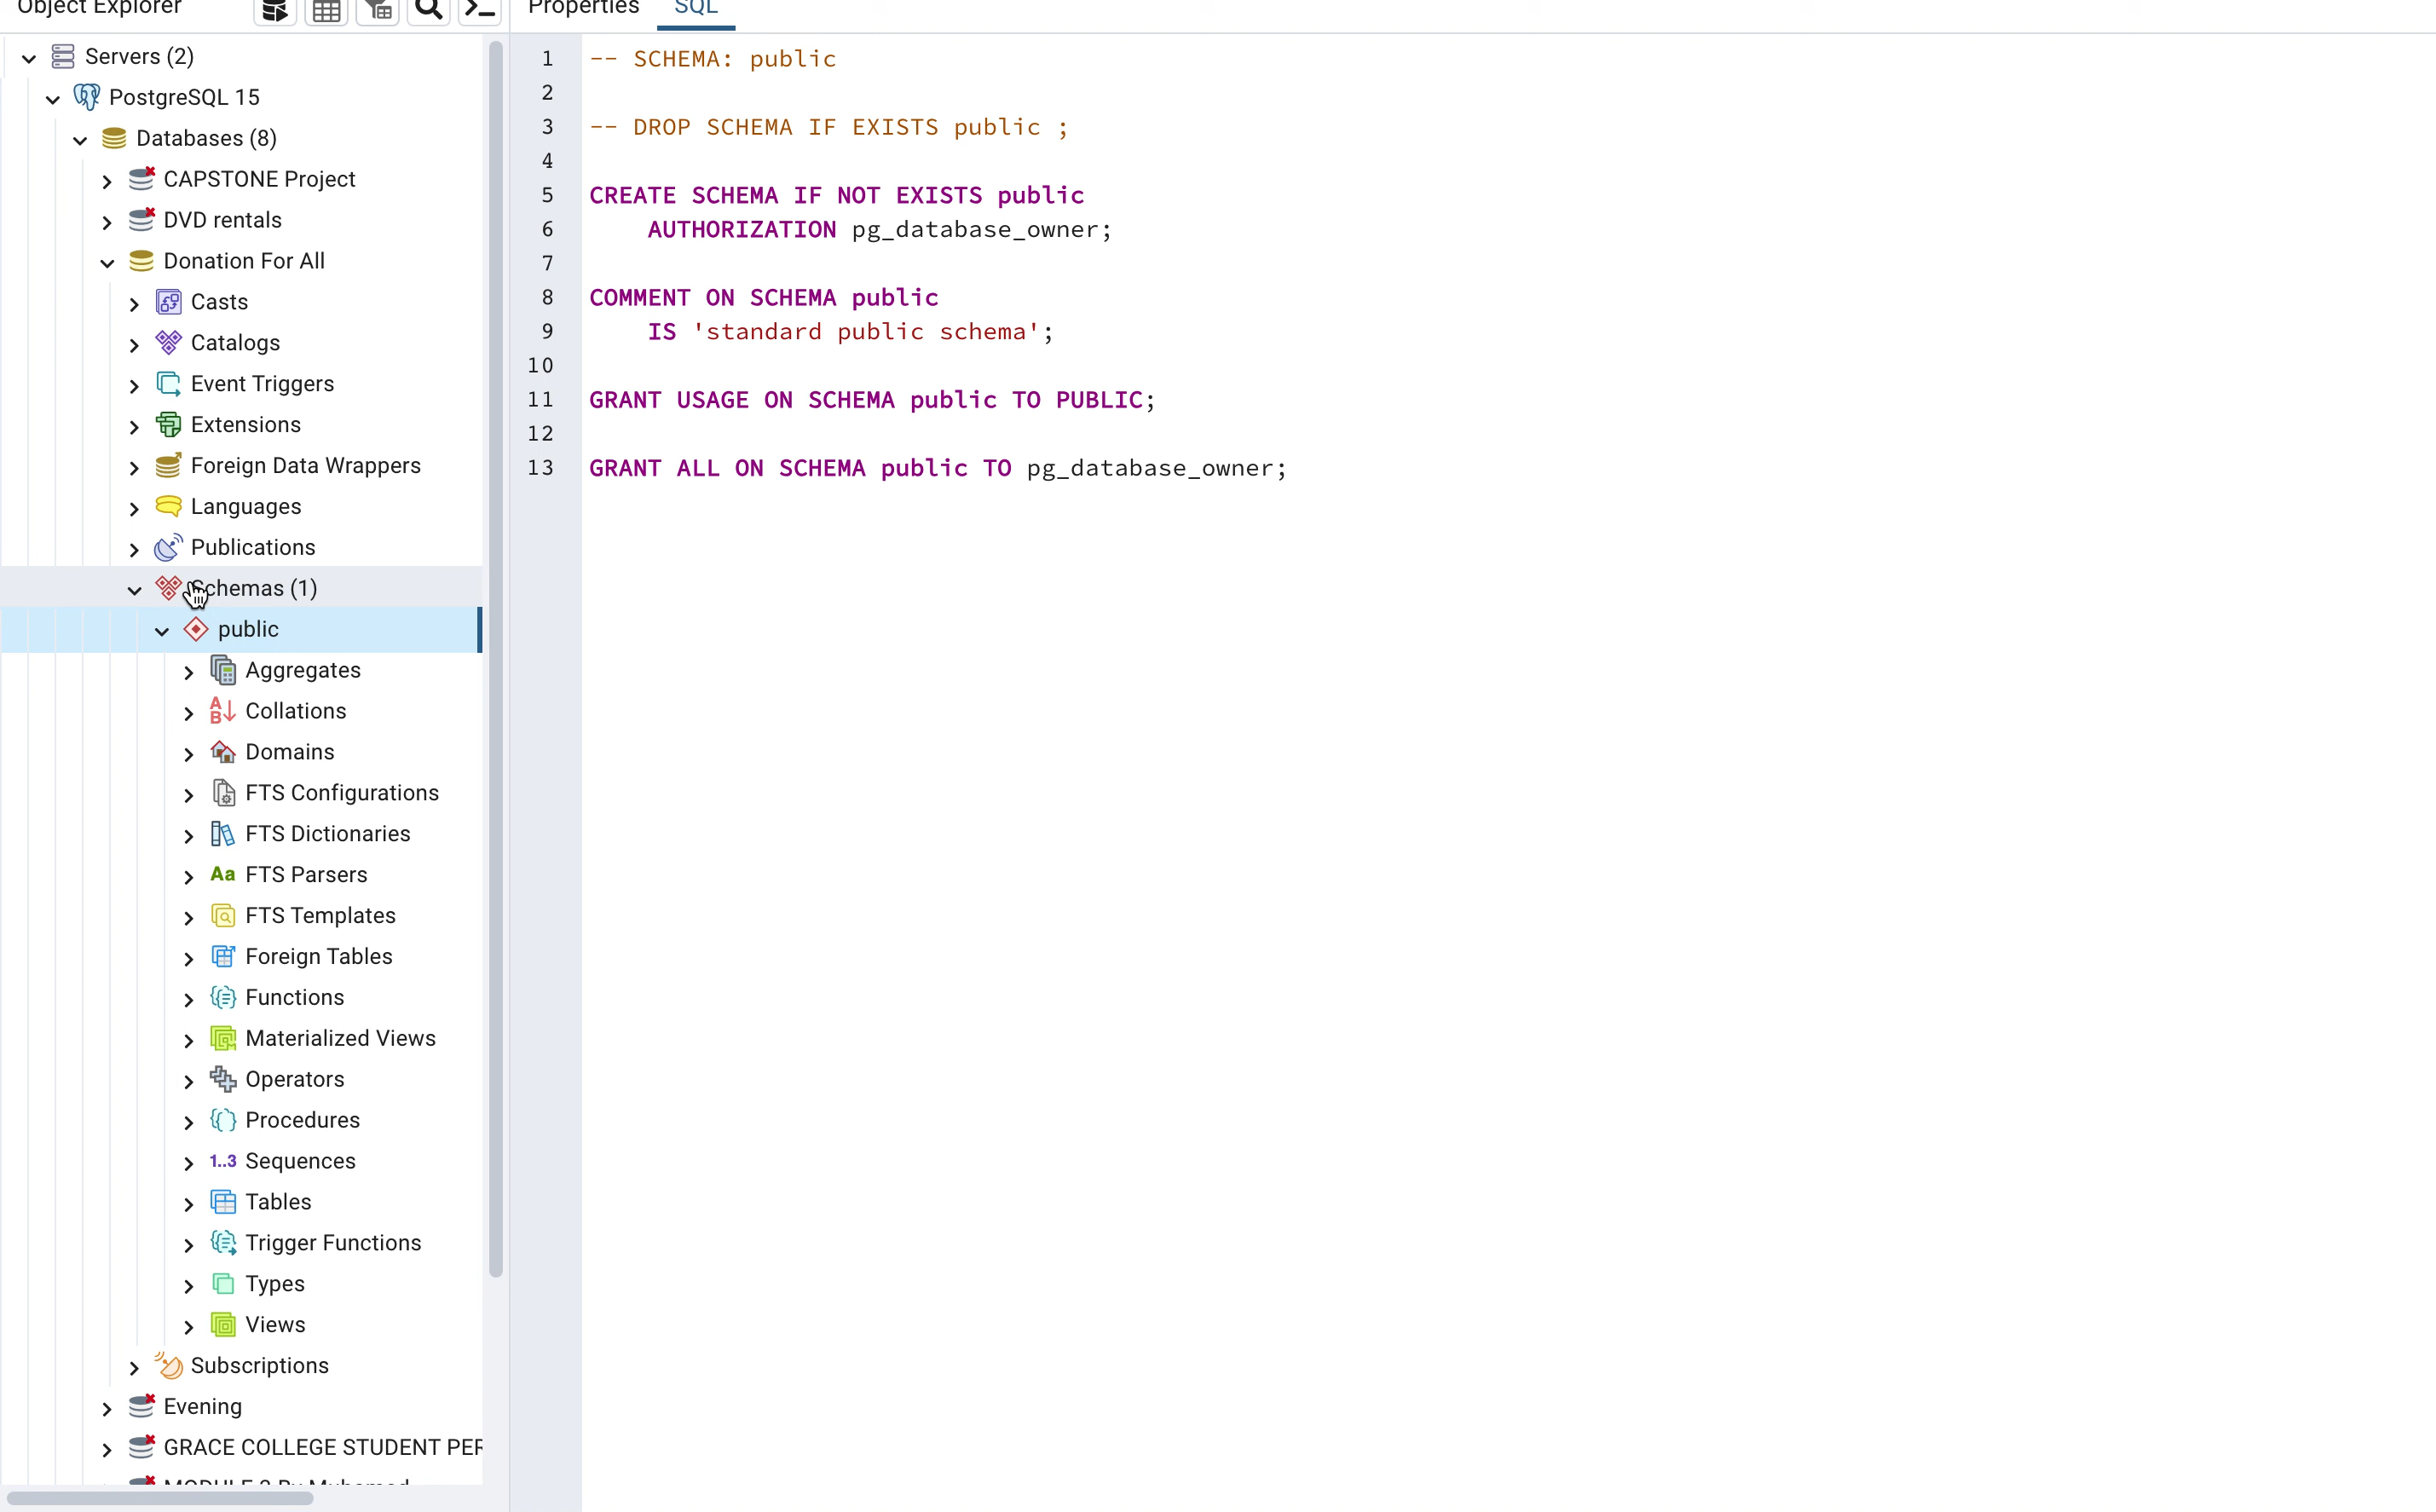 Object Explorer
Properties
SQL
Servers (2)
PostgreSQL 15
Databases (8)
CAPSTONE Project
DVD rentals
Donation For All
Casts
Catalogs
Event Triggers
Extensions
Foreign Data Wrappers
Languages
Publications
Schemas (1)
public
Aggregates
Collations
Domains
FTS Configurations
FTS Dictionaries
Aa FTS Parsers
FTS Templates
Foreign Tables
Functions
Materialized Views
Operators
Procedures
1..3 Sequences
Tables
Trigger Functions
Types
Views
Subscriptions
Evening
GRACE COLLEGE STUDENT PER
1 -- SCHEMA: public
2
3 -- DROP SCHEMA IF EXISTS public ;
4
5 CREATE SCHEMA IF NOT EXISTS public
6 AUTHORIZATION pg_database_owner;
7
8 COMMENT ON SCHEMA public
9 IS 'standard public schema';
10
11 GRANT USAGE ON SCHEMA public TO PUBLIC;
12
13 GRANT ALL ON SCHEMA public TO pg_database_owner;